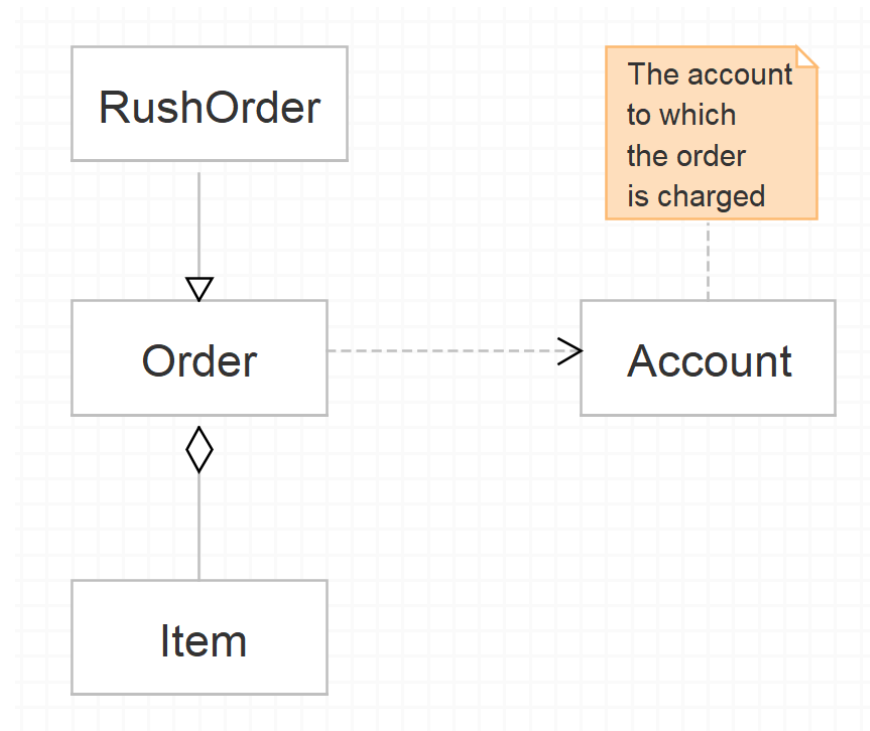 RushOrder
The account
to which
the order
is charged
Order
Account
Item